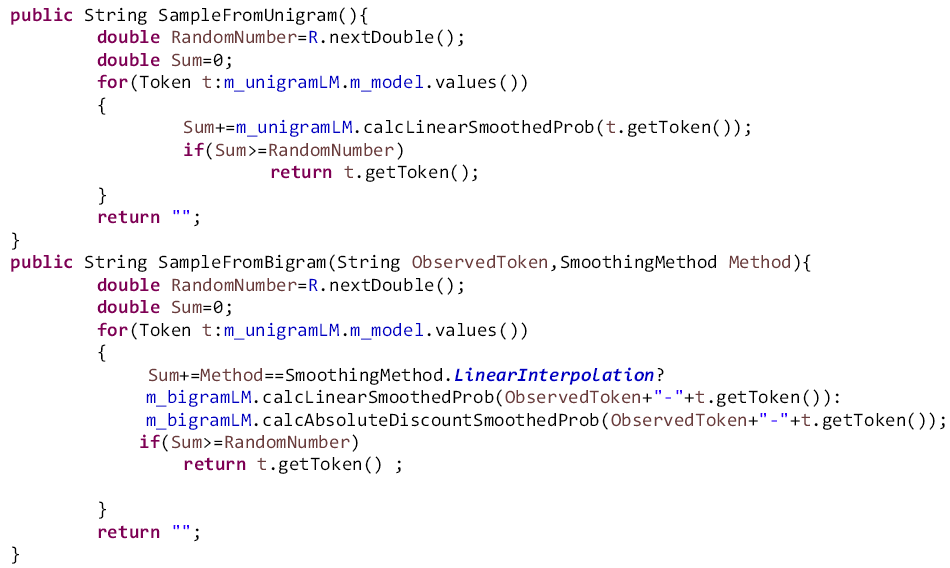 public String SampleFromUnigram(){
double RandomNumber=R.nextDouble();
double Sum=0;
for(Token t:m_unigramLM.m_model.values())
{
Sum+=m_unigramLM.calcLinearSmoothedProb(t.getToken());
if(Sum>=RandomNumber)
return t.getToken();
}
return "";
}
public String SampleFromBigram(String ObservedToken,SmoothingMethod Method){
double RandomNumber=R.nextDouble();
double Sum=0;
for(Token t:m_unigramLM.m_model.values())
{
Sum+=Method==SmoothingMethod.LinearInterpolation?
m_bigramLM.calcLinearSmoothedProb(ObservedToken+"-"+t.getToken()):
m_bigramLM.calcAbsoluteDiscountSmoothedProb(ObservedToken+"-"+t.getToken());
if(Sum>=RandomNumber)
return t.getToken() ;
}
return "";
}